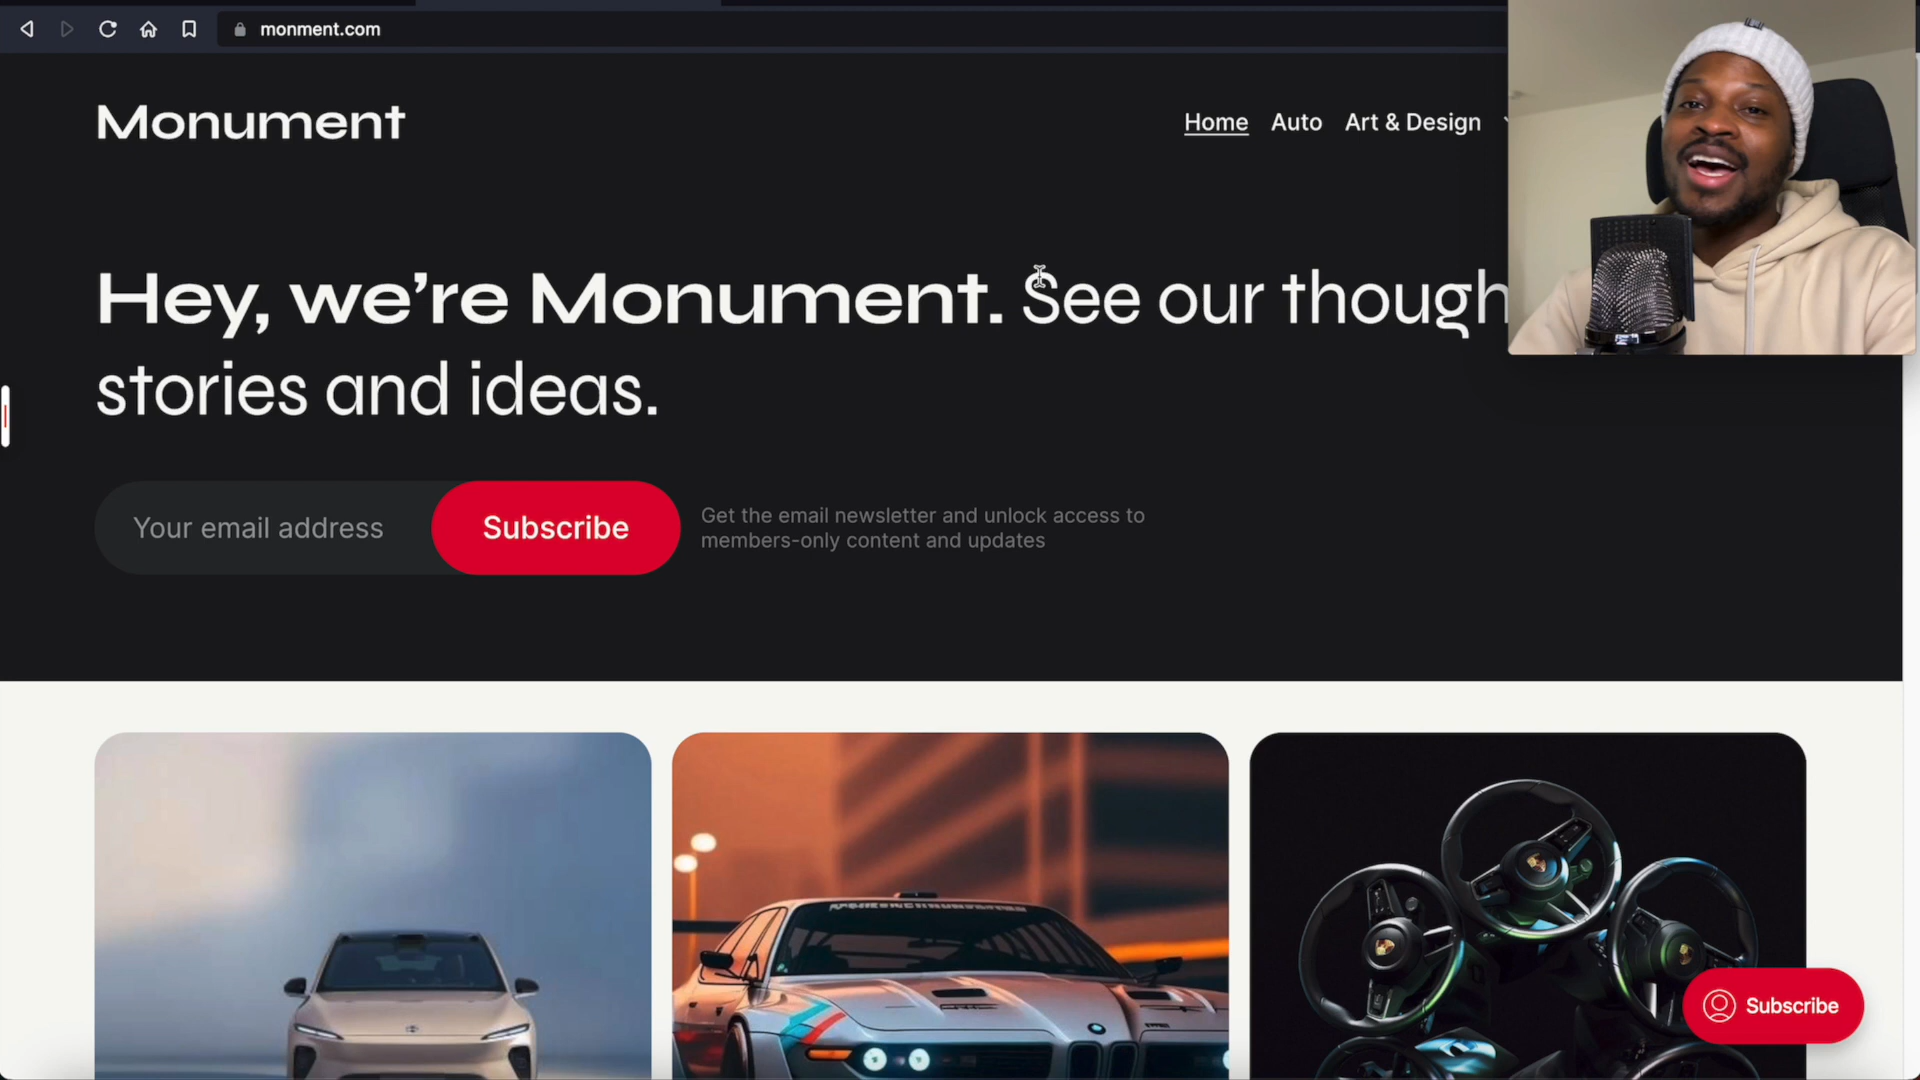 monment.com
Monument
Home Auto Art & Design
Hey, we're Monument. See our though
stories and ideas.
Your email address Subscribe
Get the email newsletter and unlock access to
members-only content and updates
Subscribe